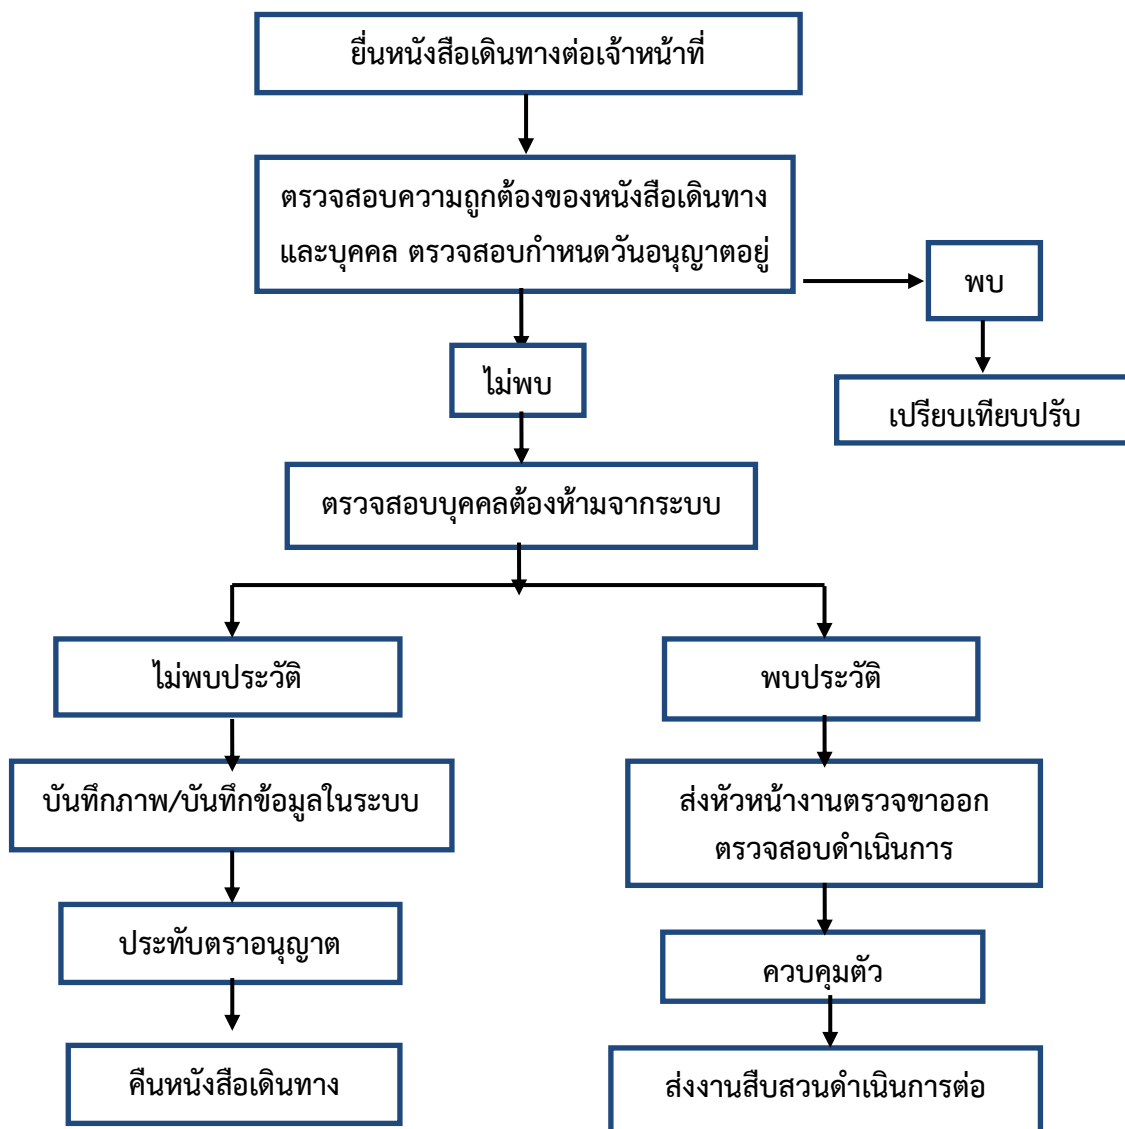 ยื่นหนังสือเดินทางต่อเจ้าหน้าที่
ตรวจสอบความถูกต้องของหนังสือเดินทาง
และบุคคล ตรวจสอบกำหนดวันอนุญาตอยู่
พบ
ไม่พบ
เปรียบเทียบปรับ
ตรวจสอบบุคคลต้องห้ามจากระบบ
ไม่พบประวัติ
พบประวัติ
บันทึกภาพ/บันทึกข้อมูลในระบบ
ส่งหัวหน้างานตรวจขาออก
ตรวจสอบดำเนินการ
ประทับตราอนุญาต
ควบคุมตัว
คืนหนังสือเดินทาง
ส่งงานสืบสวนดำเนินการต่อ